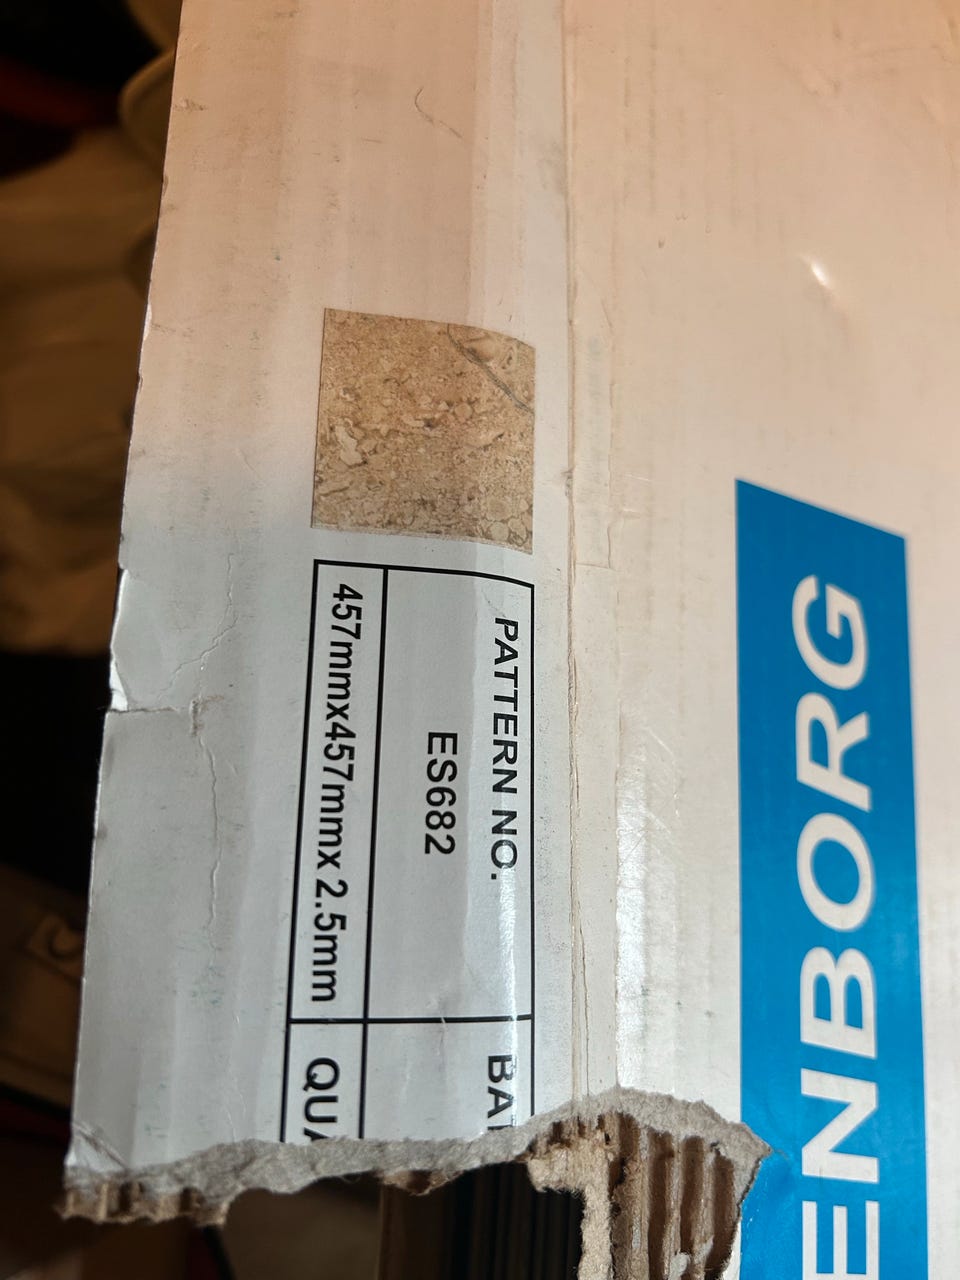 PATTERN NO.
ES682
457mmx457mmx 2.5mm
ENBORG